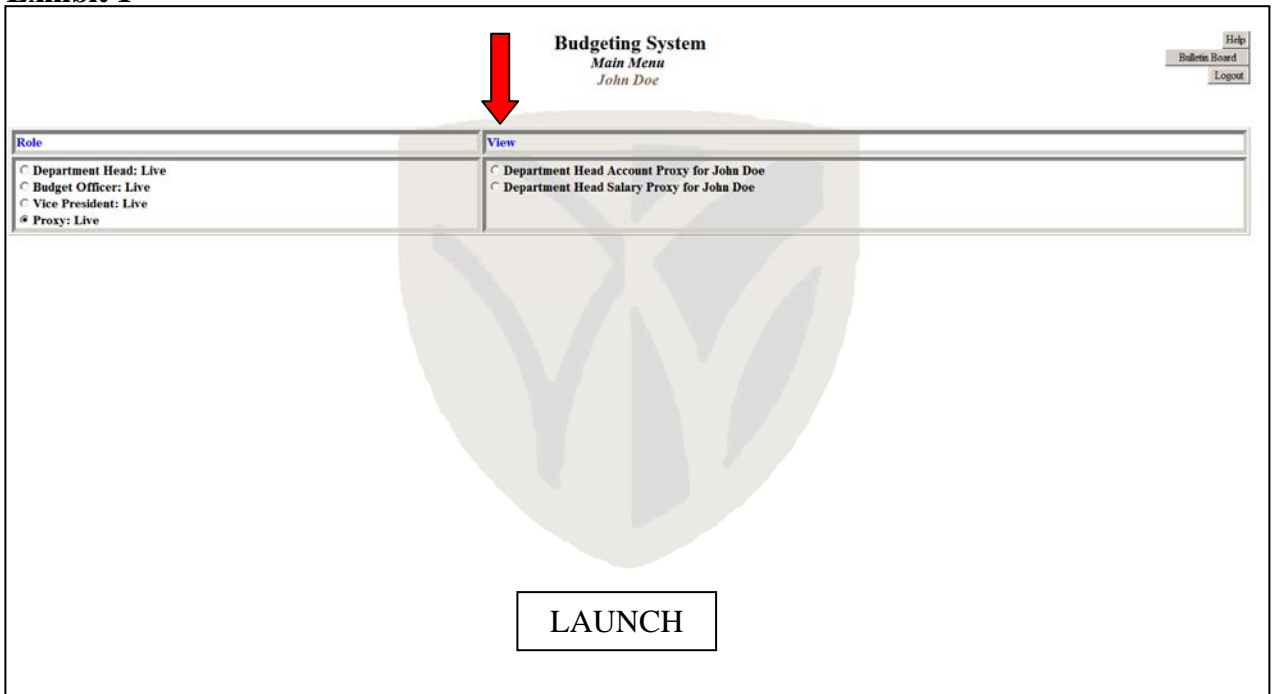 Budgeting System
Main Menu
John Doe
Help
Bulletin Board
Logout
Role
View
Department Head: Live
Budget Officer: Live
Vice President: Live
Proxy: Live
Department Head Account Proxy for John Doe
Department Head Salary Proxy for John Doe
LAUNCH